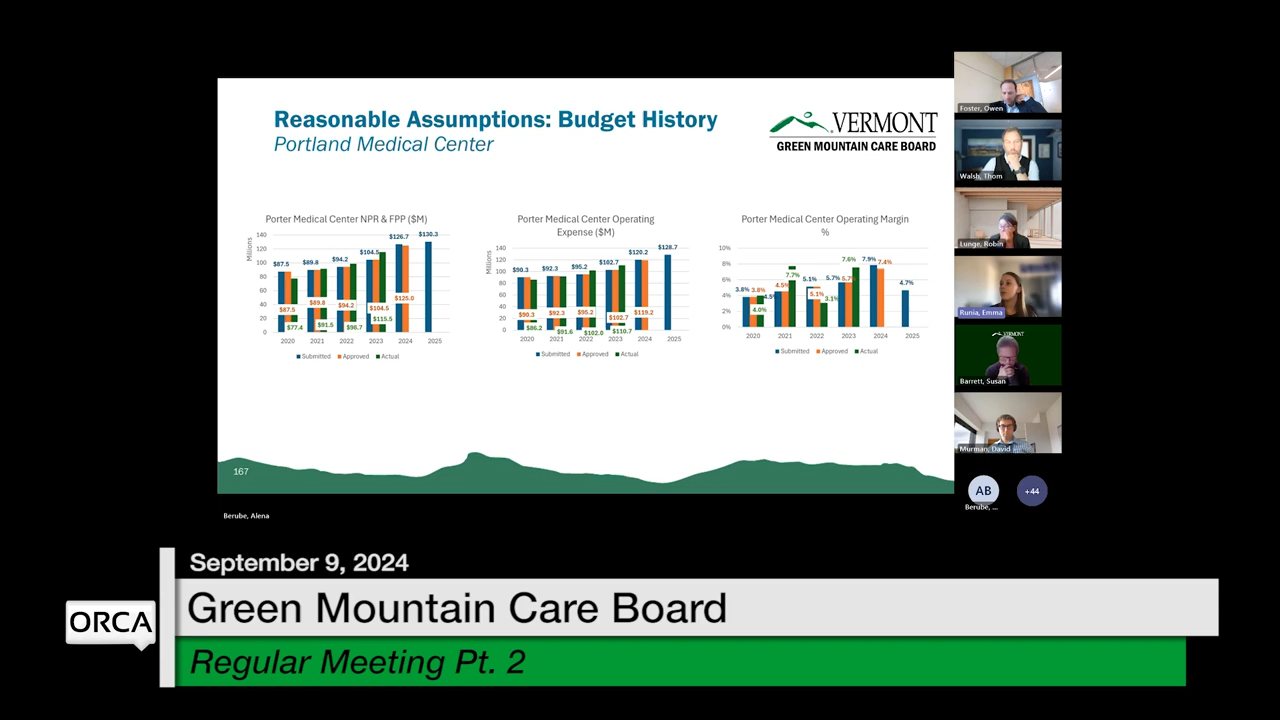 Reasonable Assumptions: Budget History
Portland Medical Center
VERMONT
GREEN MOUNTAIN CARE BOARD
Porter Medical Center NPR & FPP ($M)
Millions
140
120
100
80
60
40
20
0
$87.5
$89.8
$94.2
$104.5
$126.7
$130.3
$87.5
$89.8
$94.2
$104.5
$125.0
$77.4
$91.5
$98.7
$115.5
2020 2021 2022 2023 2024 2025
Submitted Approved Actual
Porter Medical Center Operating
Expense ($M)
Millions
140
120
100
80
60
40
20
0
$90.3
$92.3
$95.2
$102.7
$120.2
$128.7
$90.3
$92.3
$95.2
$102.7
$119.2
$86.2
$91.6
$102.0
$110.7
2020 2021 2022 2023 2024 2025
Submitted Approved Actual
Porter Medical Center Operating Margin
%
10%
8%
6%
4%
2%
0%
3.8%
3.8%
4.0%
4.5%
4.5%
7.7%
5.1%
5.1%
3.1%
5.7%
5.7%
7.6%
7.9%
7.4%
4.7%
2020 2021 2022 2023 2024 2025
Submitted Approved Actual
167
Foster, Owen
Walsh, Thom
Lunge, Robin
Runia, Emma
VERMONT
Barrett, Susan
Murman, David
AB
+44
Berube, ...
Berube, Alena
September 9, 2024
ORCA
Green Mountain Care Board
Regular Meeting Pt. 2